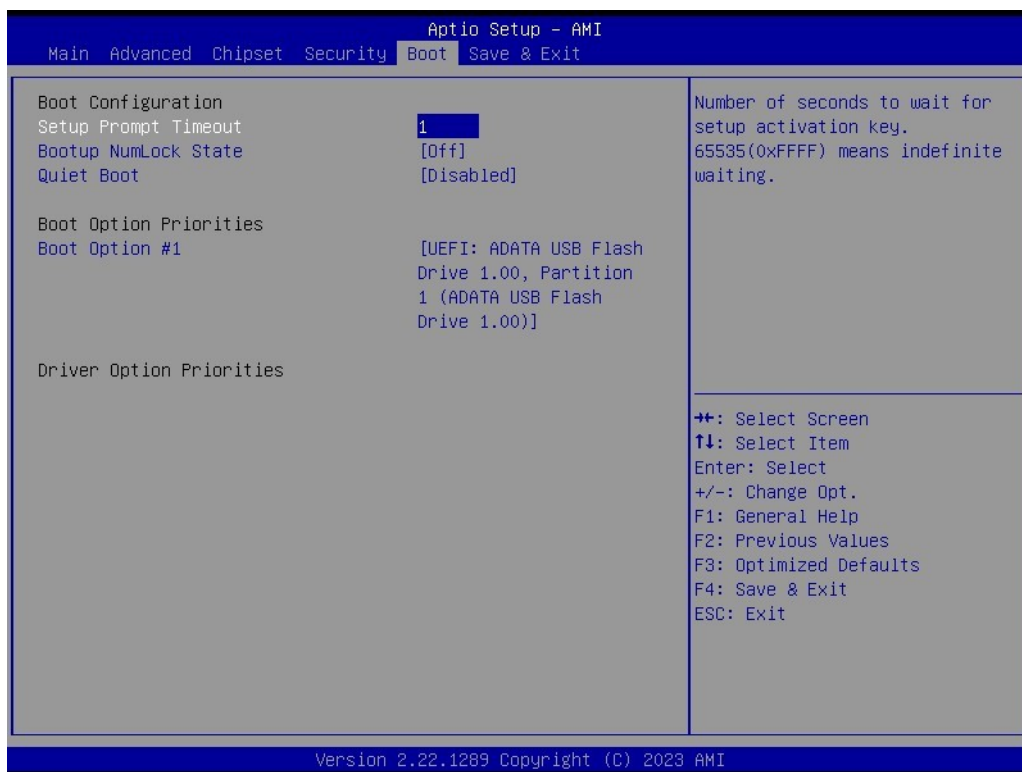 Aptio Setup - AMI
Main Advanced Chipset Security Boot Save & Exit
Boot Configuration
Setup Prompt Timeout 1
Bootup NumLock State [Off]
Quiet Boot [Disabled]
Boot Option Priorities
Boot Option #1 [UEFI: ADATA USB Flash
Drive 1.00, Partition
1 (ADATA USB Flash
Drive 1.00)]
Driver Option Priorities
Number of seconds to wait for
setup activation key.
65535(0xFFFF) means indefinite
waiting.
→←: Select Screen
↑↓: Select Item
Enter: Select
+/-: Change Opt.
F1: General Help
F2: Previous Values
F3: Optimized Defaults
F4: Save & Exit
ESC: Exit
Version 2.22.1289 Copyright (C) 2023 AMI